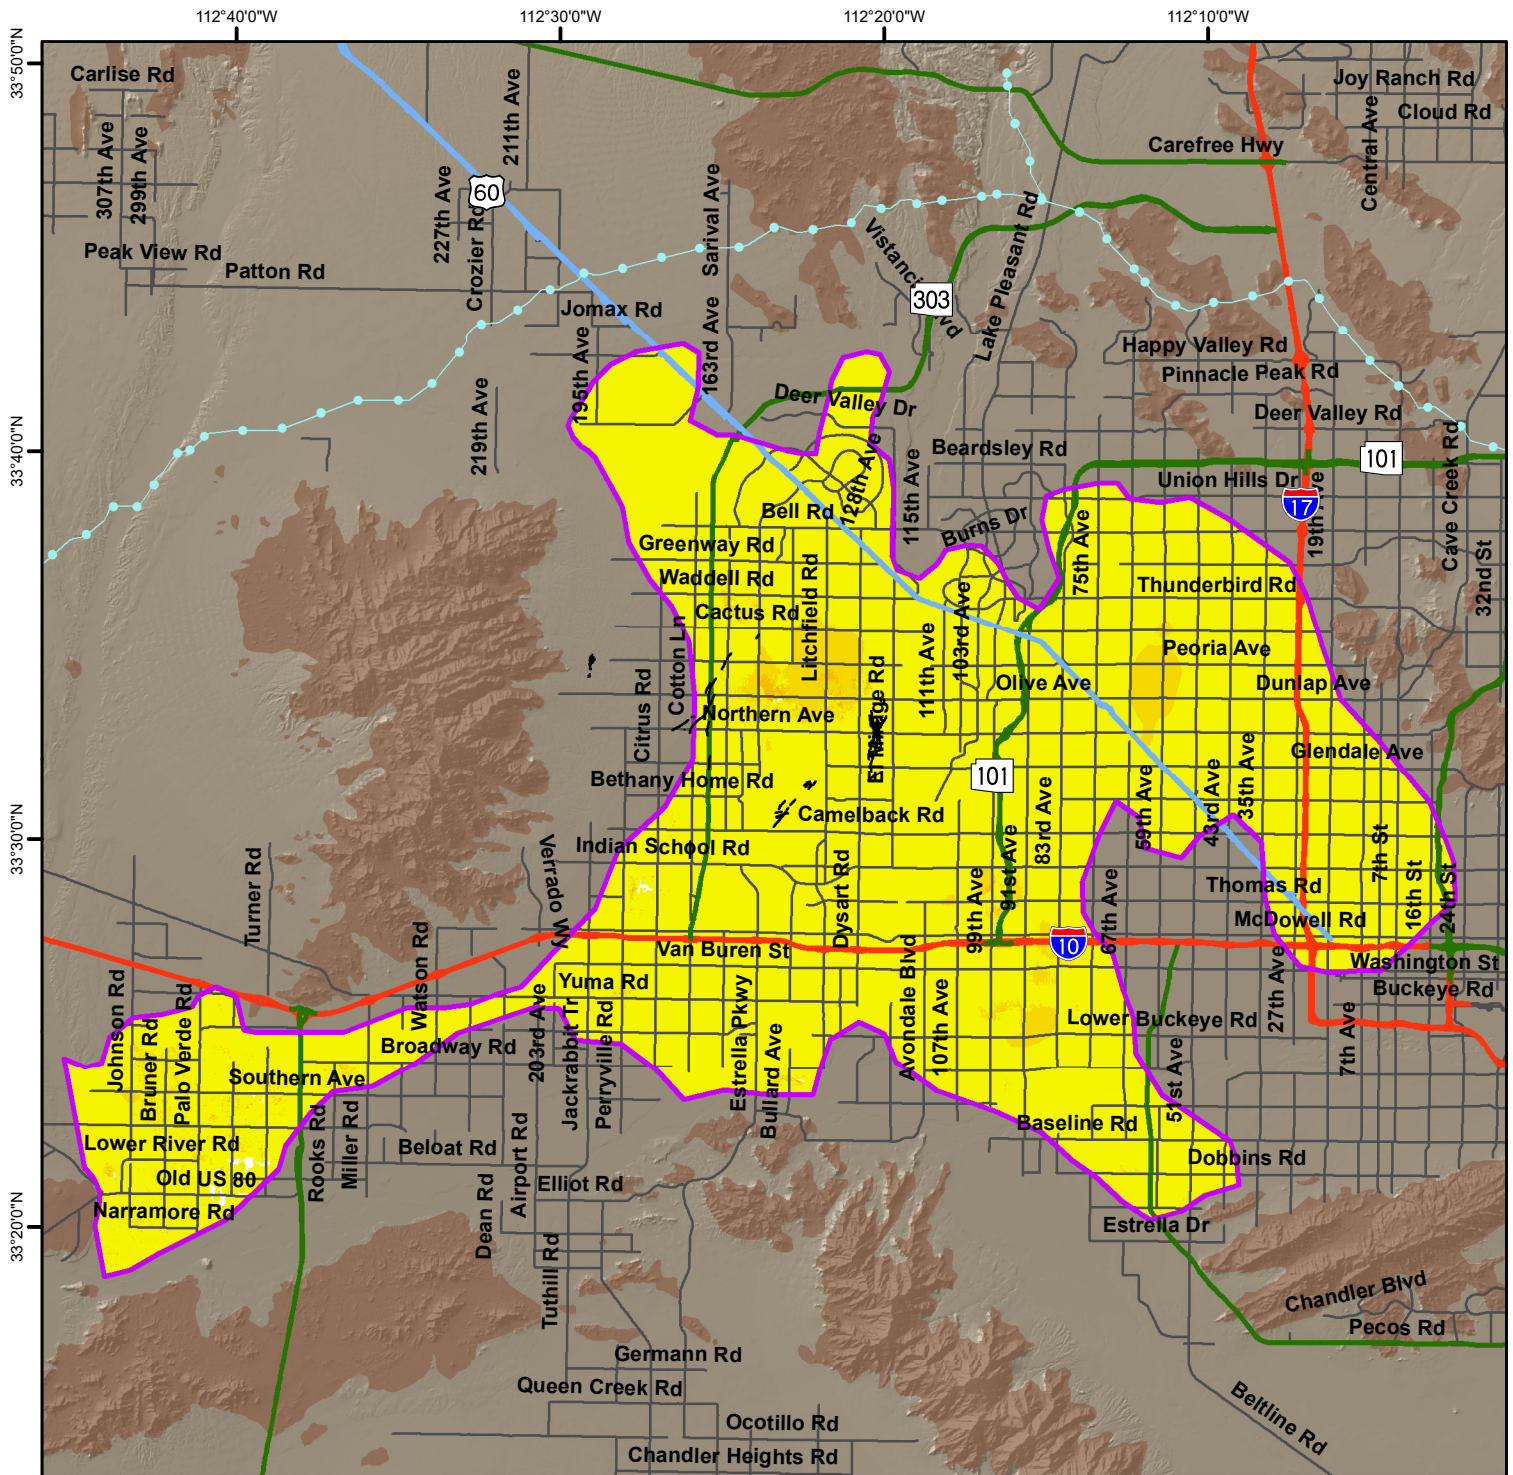 112°40'0"W
112°30'0"W
112°20'0"W
112°10'0"W
33°50'0"N
33°40'0"N
33°30'0"N
33°20'0"N
Carlise Rd
307th Ave
299th Ave
211th Ave
227th Ave
Crozier Rd
60
Sarival Ave
Joy Ranch Rd
Cloud Rd
Central Ave
Carefree Hwy
Peak View Rd
Patton Rd
Jomax Rd
163rd Ave
195th Ave
219th Ave
303
Lake Pleasant Rd
Happy Valley Rd
Pinnacle Peak Rd
Deer Valley Dr
Deer Valley Rd
Beardsley Rd
101
Union Hills Dr
17
19th Ave
Cave Creek Rd
32nd St
128th Ave
115th Ave
Bell Rd
Burns Dr
75th Ave
Greenway Rd
Waddell Rd
Thunderbird Rd
Cactus Rd
Litchfield Rd
Cotton Ln
Citrus Rd
111th Ave
103rd Ave
Peoria Ave
Olive Ave
Dunlap Ave
Northern Ave
Glendale Ave
Bethany Home Rd
101
83rd Ave
59th Ave
43rd Ave
35th Ave
Camelback Rd
Indian School Rd
7th St
16th St
24th St
Verrado Wy
Turner Rd
Watson Rd
Dysart Rd
99th Ave
91st Ave
67th Ave
Thomas Rd
McDowell Rd
10
Van Buren St
Washington St
Buckeye Rd
Yuma Rd
Johnson Rd
Bruner Rd
Palo Verde Rd
203rd Ave
Jackrabbit Tr
Perryville Rd
Estrella Pkwy
Bullard Ave
Avondale Blvd
107th Ave
Lower Buckeye Rd
27th Ave
7th Ave
51st Ave
Broadway Rd
Southern Ave
Rooks Rd
Miller Rd
Baseline Rd
Lower River Rd
Beloat Rd
Airport Rd
Dobbins Rd
Old US 80
Elliot Rd
Dean Rd
Narramore Rd
Estrella Dr
Tuthill Rd
Chandler Blvd
Pecos Rd
Germann Rd
Queen Creek Rd
Ocotillo Rd
Chandler Heights Rd
Beltline Rd